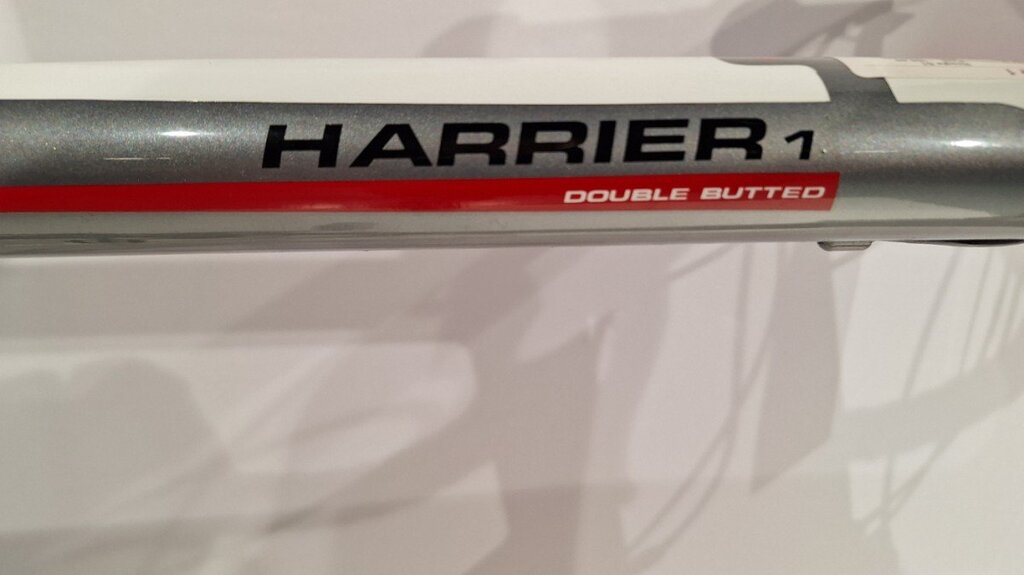 HARRIER 1
DOUBLE BUTTED